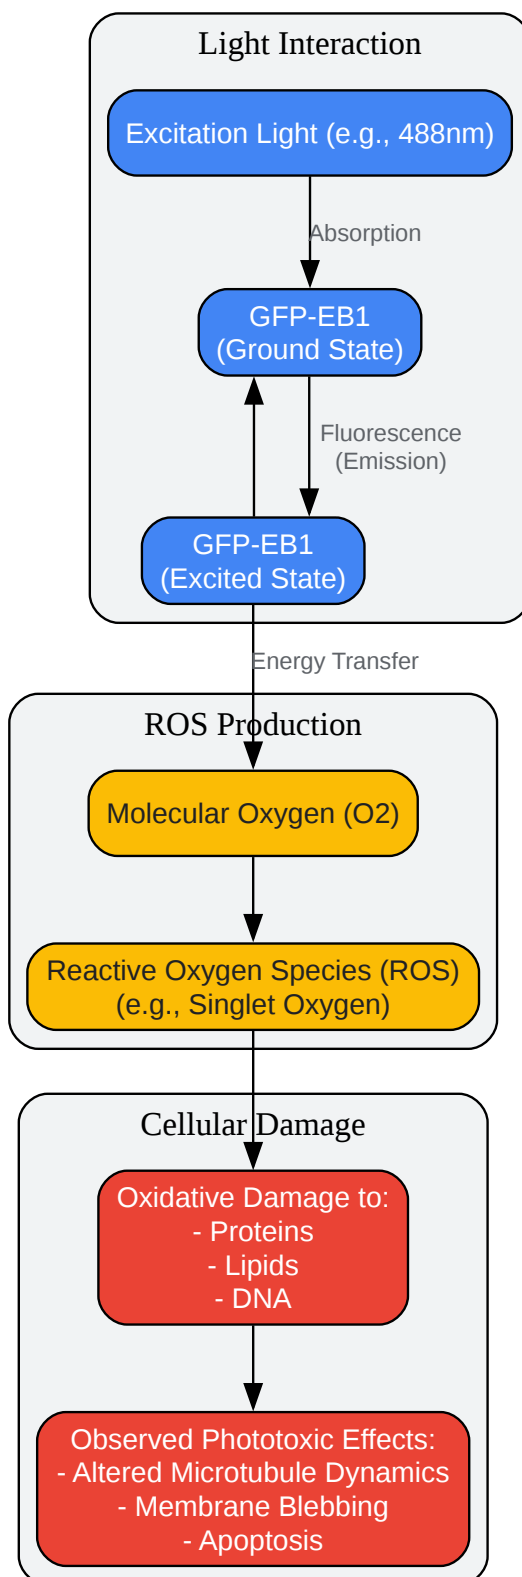 Light Interaction
Excitation Light (e.g., 488nm)
Absorption
GFP-EB1
(Ground State)
Fluorescence
(Emission)
GFP-EB1
(Excited State)
Energy Transfer
ROS Production
Molecular Oxygen (O2)
Reactive Oxygen Species (ROS)
(e.g., Singlet Oxygen)
Cellular Damage
Oxidative Damage to:
- Proteins
- Lipids
- DNA
Observed Phototoxic Effects:
- Altered Microtubule Dynamics
- Membrane Blebbing
- Apoptosis